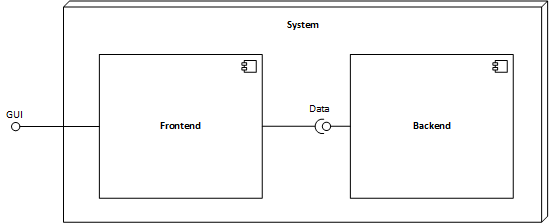 System
GUI
Data
Frontend
Backend